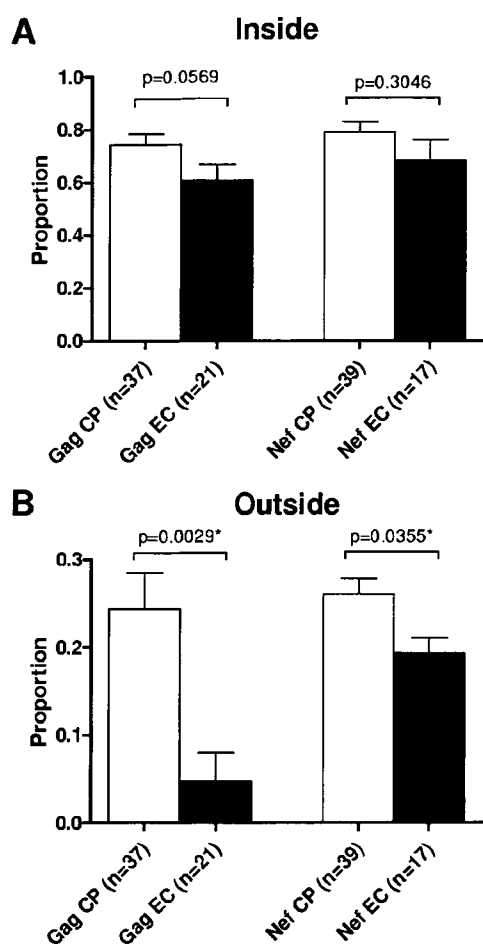 A
Inside
p=0.0569
p=0.3046
1.0
0.8
0.6
0.4
0.2
0.0
Proportion
Gag CP (n=37)
Gag EC (n=21)
Nef CP (n=39)
Nef EC (n=17)
B
Outside
p=0.0029*
p=0.0355*
0.3
0.2
0.1
0.0
Proportion
Gag CP (n=37)
Gag EC (n=21)
Nef CP (n=39)
Nef EC (n=17)